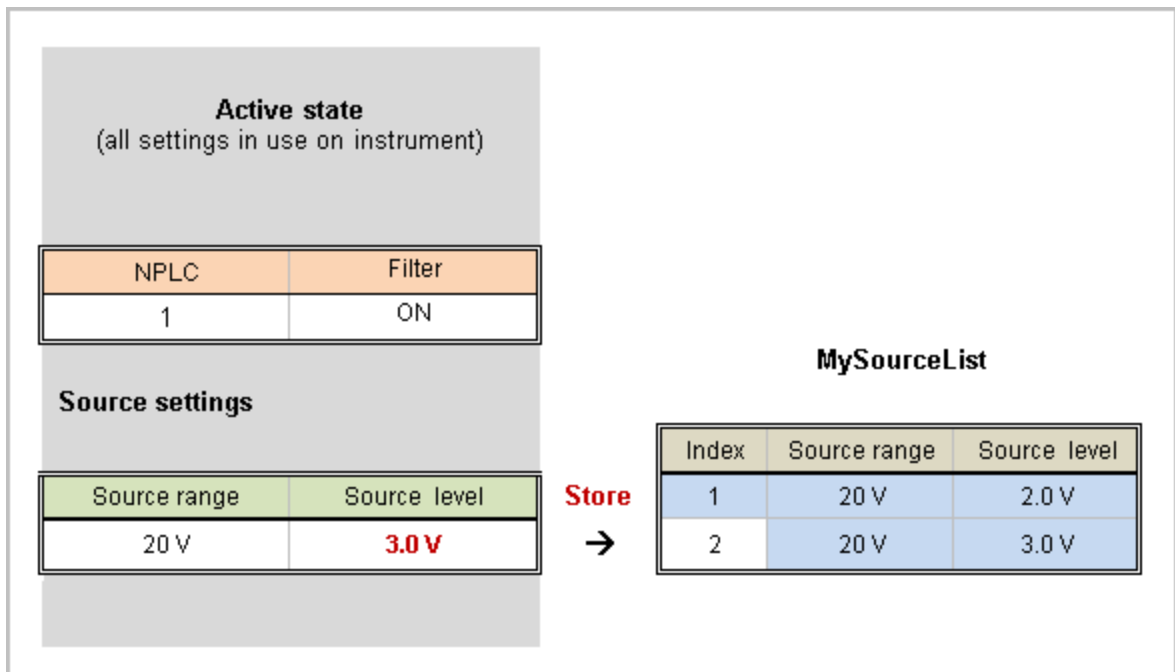 Active state
(all settings in use on instrument)
NPLC Filter
1 ON
Source settings
Source range Source level
20 V 3.0 V
Store
→
MySourceList
Index Source range Source level
1 20 V 2.0 V
2 20 V 3.0 V